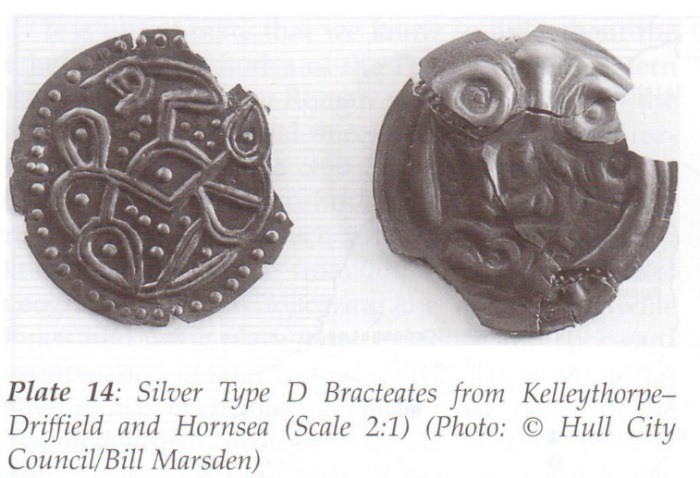 Plate 14: Silver Type D Bracteates from Kelleythorpe–
Driffield and Hornsea (Scale 2:1) (Photo: © Hull City
Council/Bill Marsden)